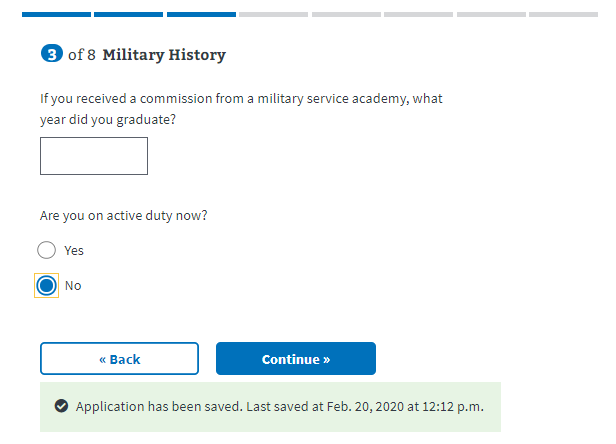 3 of 8 Military History
If you received a commission from a military service academy, what
year did you graduate?
Are you on active duty now?
Yes
No
« Back
Continue »
Application has been saved. Last saved at Feb. 20, 2020 at 12:12 p.m.